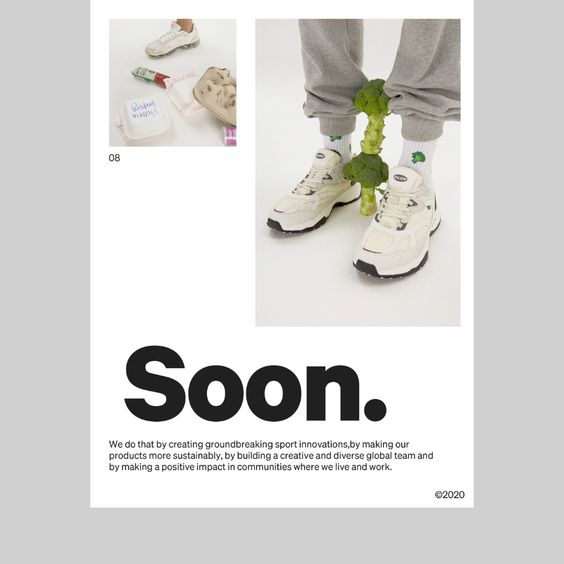 Victoria
08
Soon.
We do that by creating groundbreaking sport innovations,by making our
products more sustainably, by building a creative and diverse global team and
by making a positive impact in communities where we live and work.
©2020